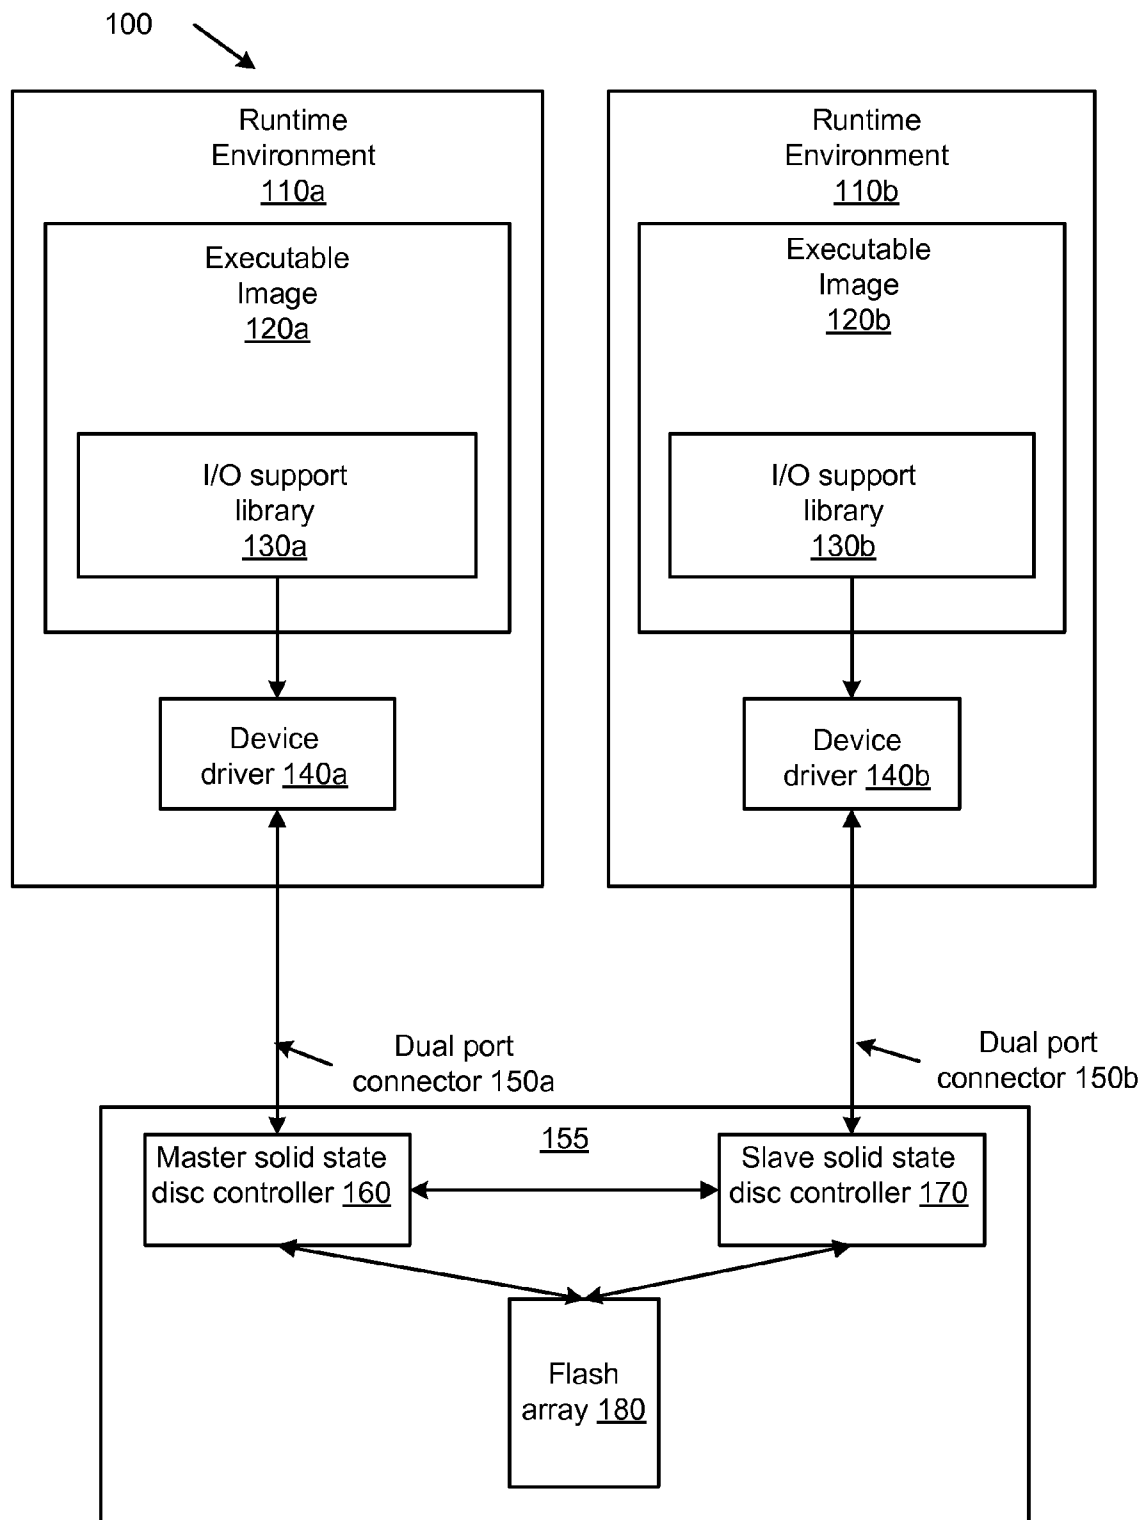 100
Runtime
Environment
110a
Executable
Image
120a
I/O support
library
130a
Device
driver 140a
Runtime
Environment
110b
Executable
Image
120b
I/O support
library
130b
Device
driver 140b
Dual port
connector 150a
Dual port
connector 150b
155
Master solid state
disc controller 160
Slave solid state
disc controller 170
Flash
array 180